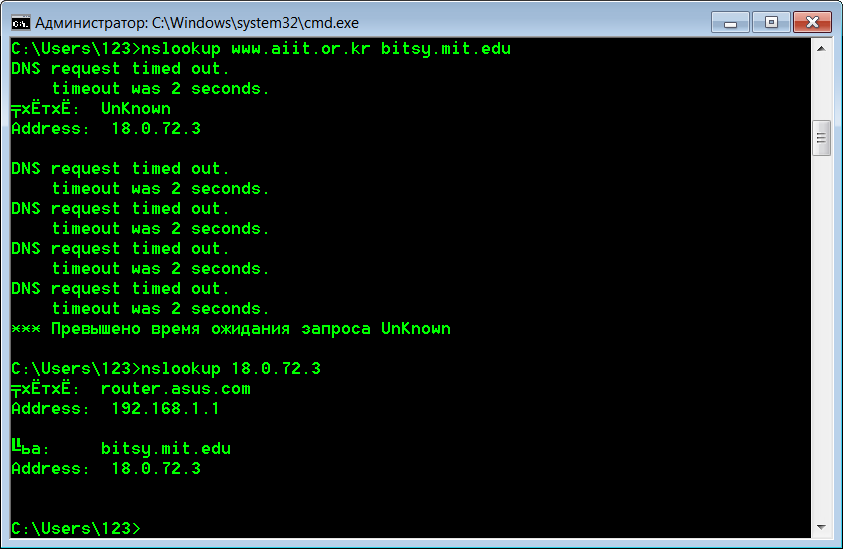 Администратор: C:\Windows\system32\cmd.exe
C:\Users\123>nslookup www.aiit.or.kr bitsy.mit.edu
DNS request timed out.
    timeout was 2 seconds.
╤хЁтхЁ:  UnKnown
Address:  18.0.72.3

DNS request timed out.
    timeout was 2 seconds.
DNS request timed out.
    timeout was 2 seconds.
DNS request timed out.
    timeout was 2 seconds.
DNS request timed out.
    timeout was 2 seconds.
*** Превышено время ожидания запроса UnKnown

C:\Users\123>nslookup 18.0.72.3
╤хЁтхЁ:  router.asus.com
Address:  192.168.1.1

╚ь :     bitsy.mit.edu
Address:  18.0.72.3

C:\Users\123>